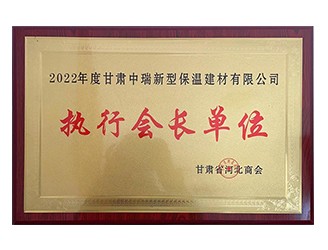 2022年度甘肃中瑞新型保温建材有限公司
执行会长单位
甘肃省河北商会